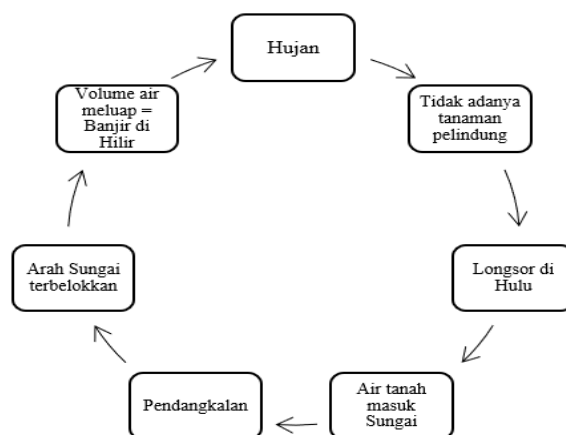 Hujan
Tidak adanya
tanaman
pelindung
Longsor di
Hulu
Air tanah
masuk
Sungai
Pendangkalan
Arah Sungai
terbelokkan
Volume air
meluap =
Banjir di
Hilir